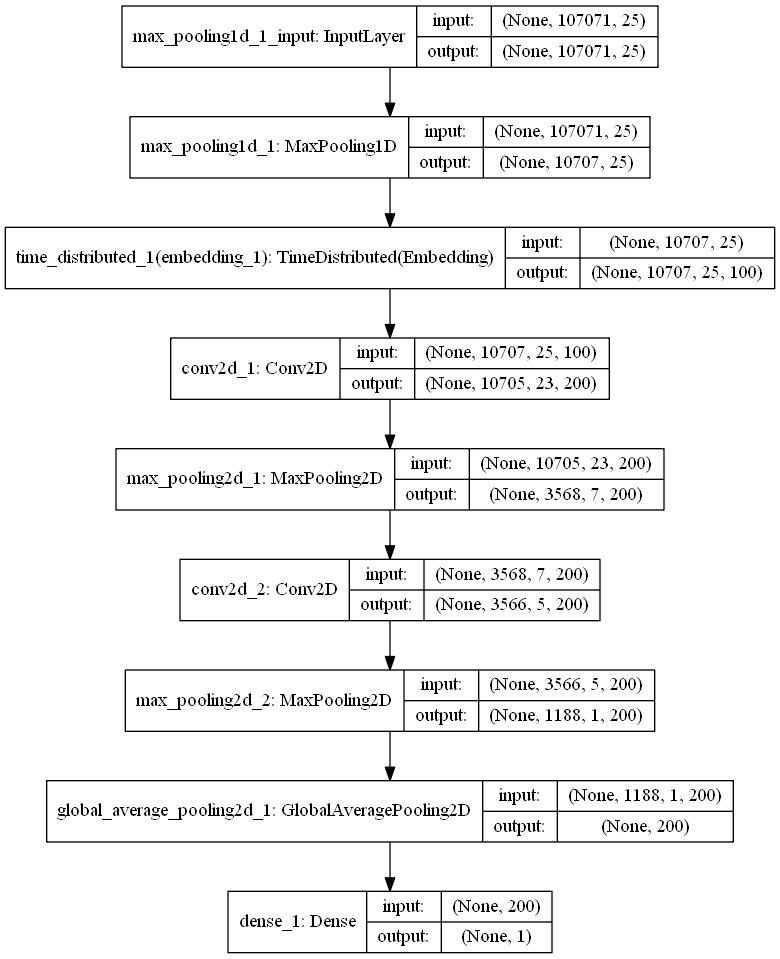 max_pooling1d_1_input: InputLayer
input: (None, 107071, 25)
output: (None, 107071, 25)
max_pooling1d_1: MaxPooling1D
input: (None, 107071, 25)
output: (None, 10707, 25)
time_distributed_1(embedding_1): TimeDistributed(Embedding)
input: (None, 10707, 25)
output: (None, 10707, 25, 100)
conv2d_1: Conv2D
input: (None, 10707, 25, 100)
output: (None, 10705, 23, 200)
max_pooling2d_1: MaxPooling2D
input: (None, 10705, 23, 200)
output: (None, 3568, 7, 200)
conv2d_2: Conv2D
input: (None, 3568, 7, 200)
output: (None, 3566, 5, 200)
max_pooling2d_2: MaxPooling2D
input: (None, 3566, 5, 200)
output: (None, 1188, 1, 200)
global_average_pooling2d_1: GlobalAveragePooling2D
input: (None, 1188, 1, 200)
output: (None, 200)
dense_1: Dense
input: (None, 200)
output: (None, 1)